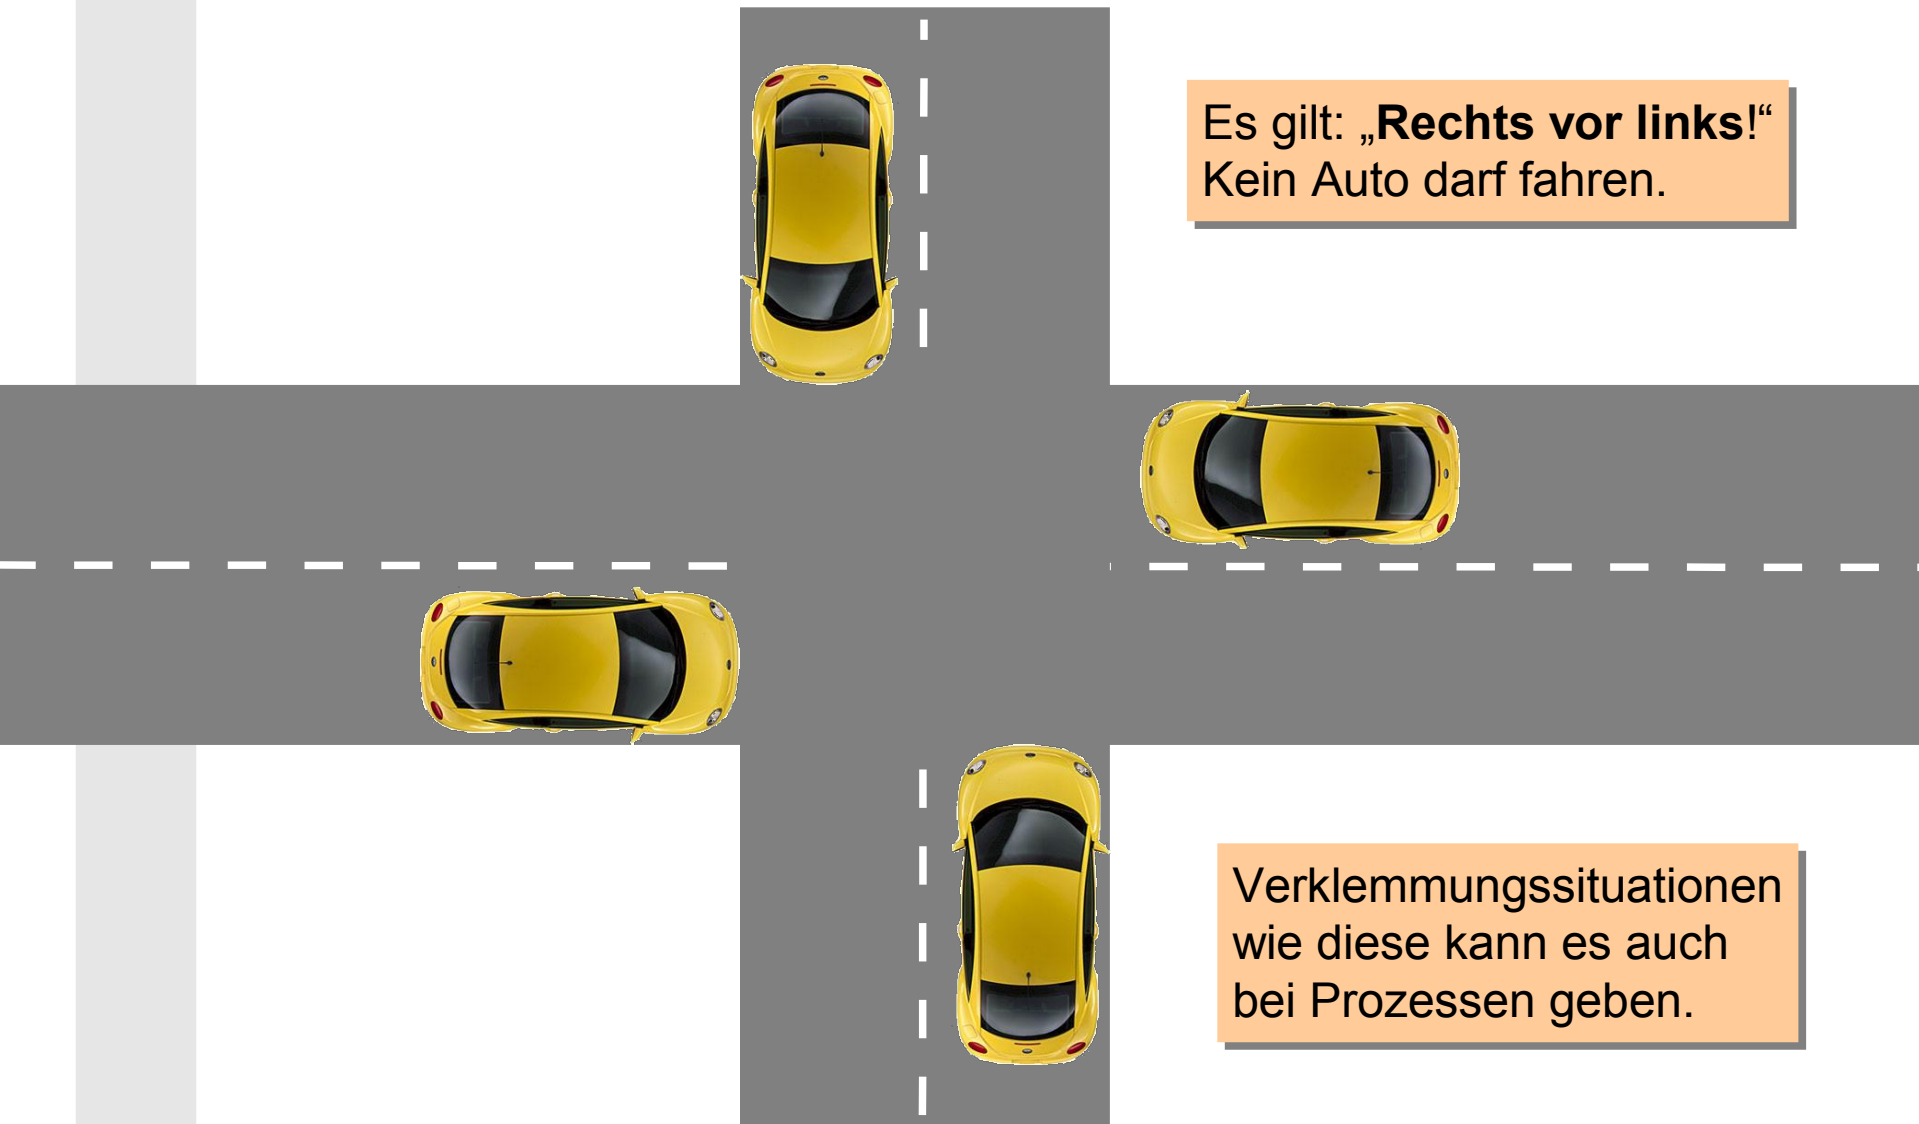 Es gilt: „Rechts vor links!“
Kein Auto darf fahren.
Verklemmungssituationen
wie diese kann es auch
bei Prozessen geben.